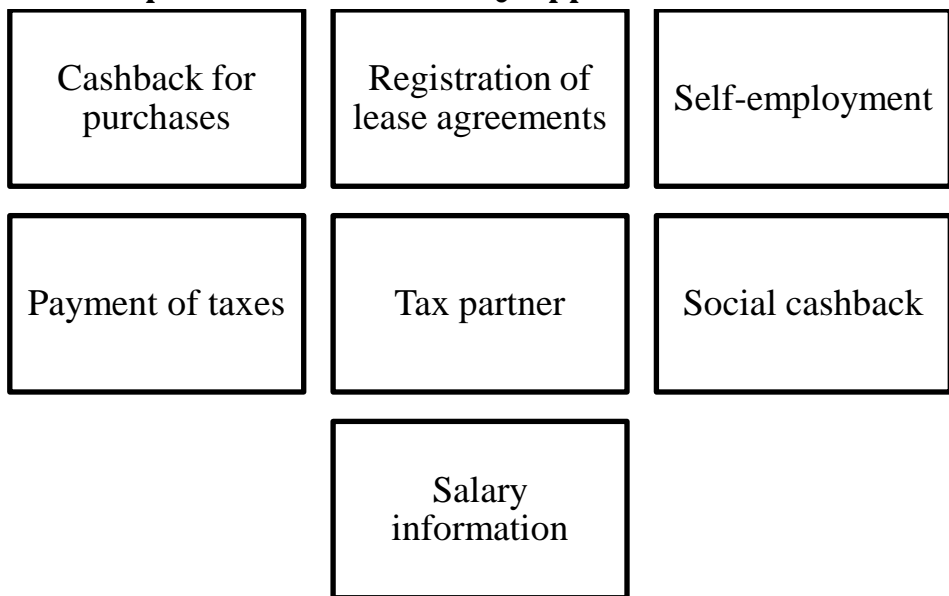 Cashback for
purchases
Registration of
lease agreements
Self-employment
Payment of taxes
Tax partner
Social cashback
Salary
information